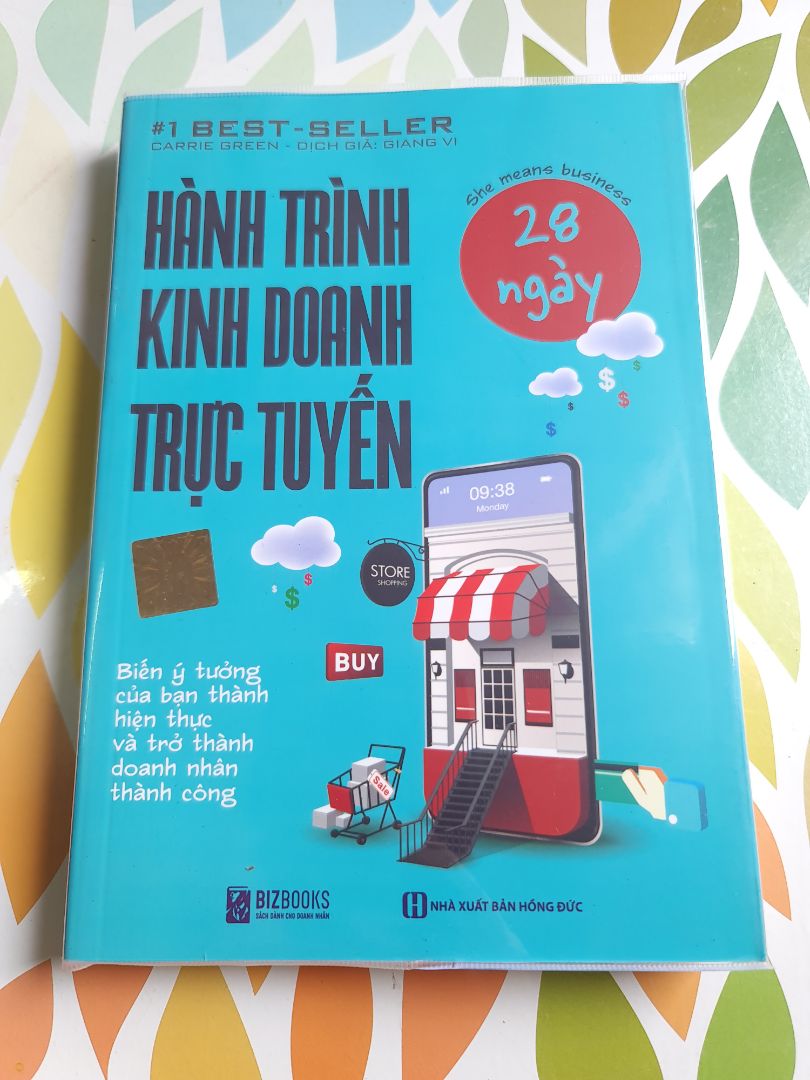 #1 BEST-SELLER
CARRIE GREEN - DỊCH GIẢ: GIANG VI
HÀNH TRÌNH
KINH DOANH
TRỰC TUYẾN
She means business
28
ngày
09:38
Monday
STORE
SHOPPING
BUY
Biến ý tưởng
của bạn thành
hiện thực
và trở thành
doanh nhân
thành công
Sale
$
$
$
$
$
$
$
$
BIZBOOKS
SÁCH DÀNH CHO DOANH NHÂN
NHÀ XUẤT BẢN HỒNG ĐỨC